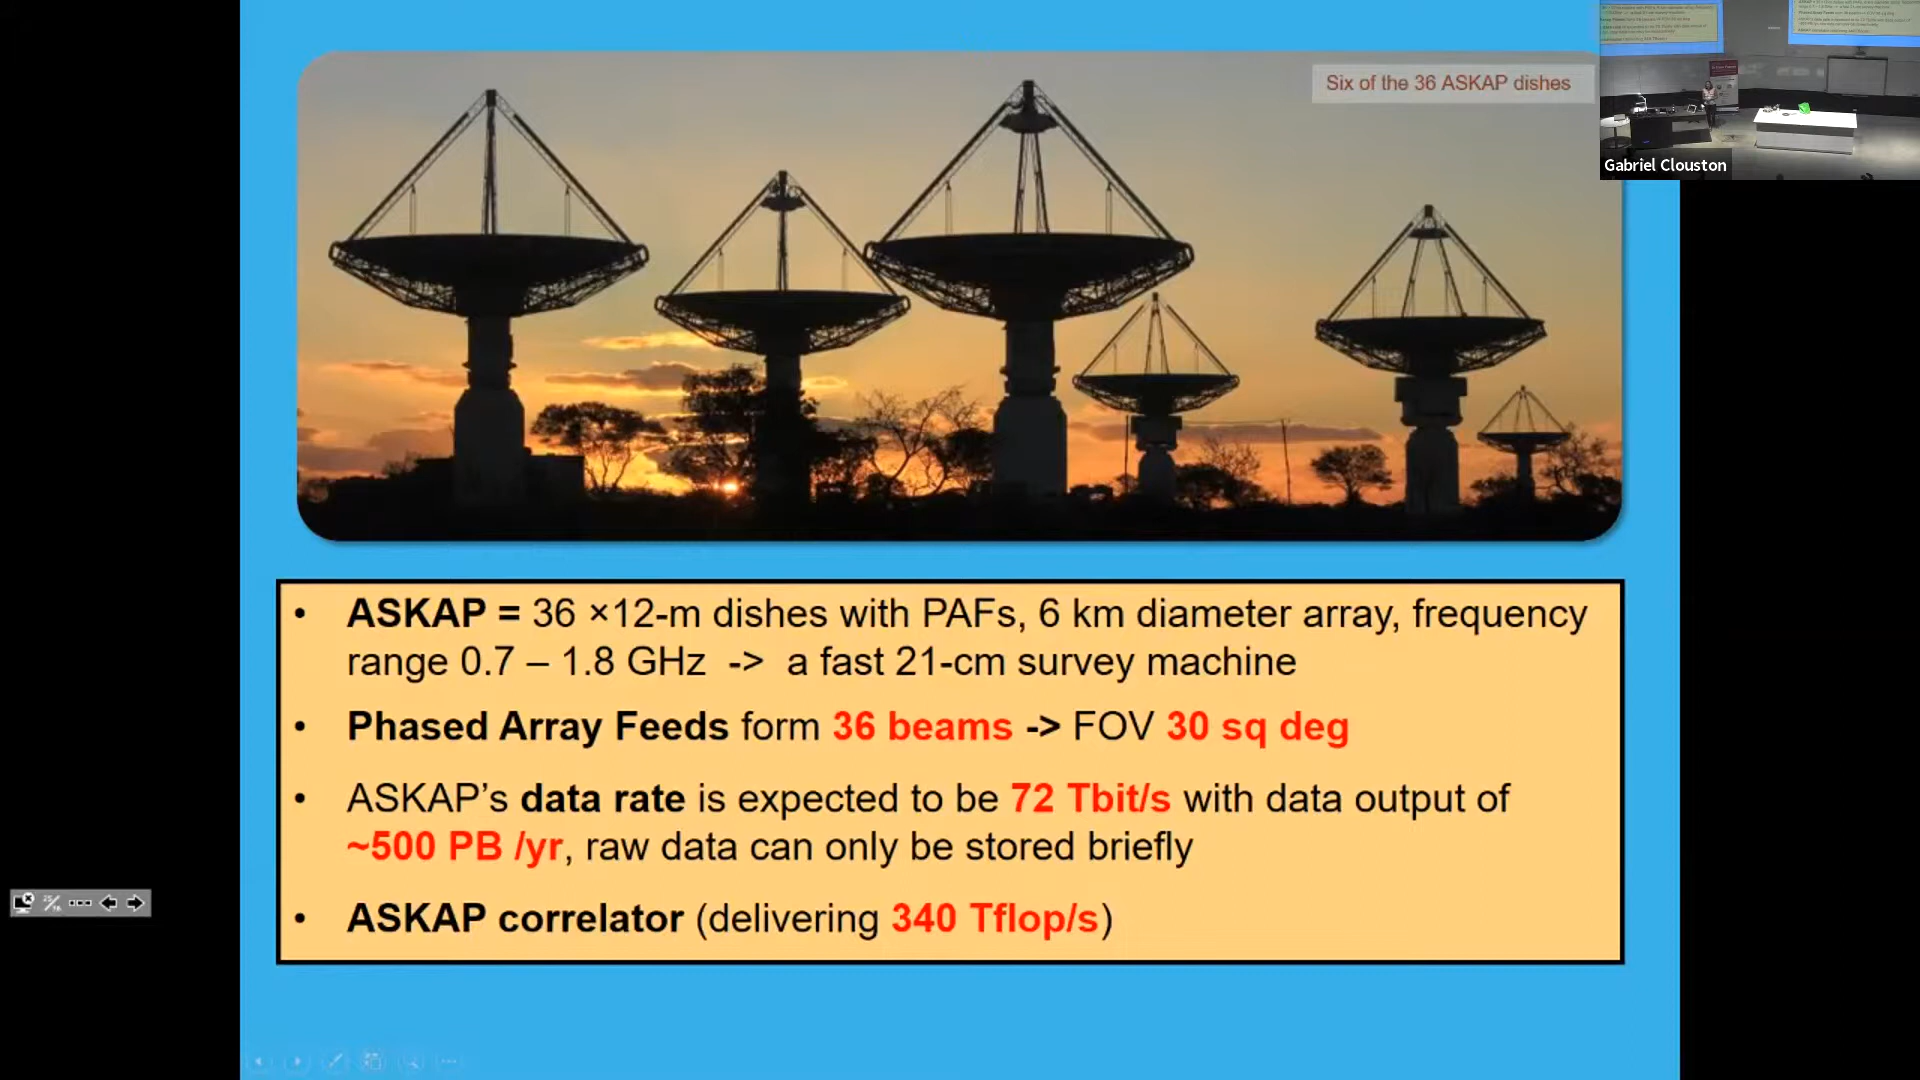 Six of the 36 ASKAP dishes
Gabriel Clouston
• ASKAP = 36 ×12-m dishes with PAFs, 6 km diameter array, frequency
range 0.7 – 1.8 GHz -> a fast 21-cm survey machine
• Phased Array Feeds form 36 beams -> FOV 30 sq deg
• ASKAP’s data rate is expected to be 72 Tbit/s with data output of
~500 PB /yr, raw data can only be stored briefly
• ASKAP correlator (delivering 340 Tflop/s)